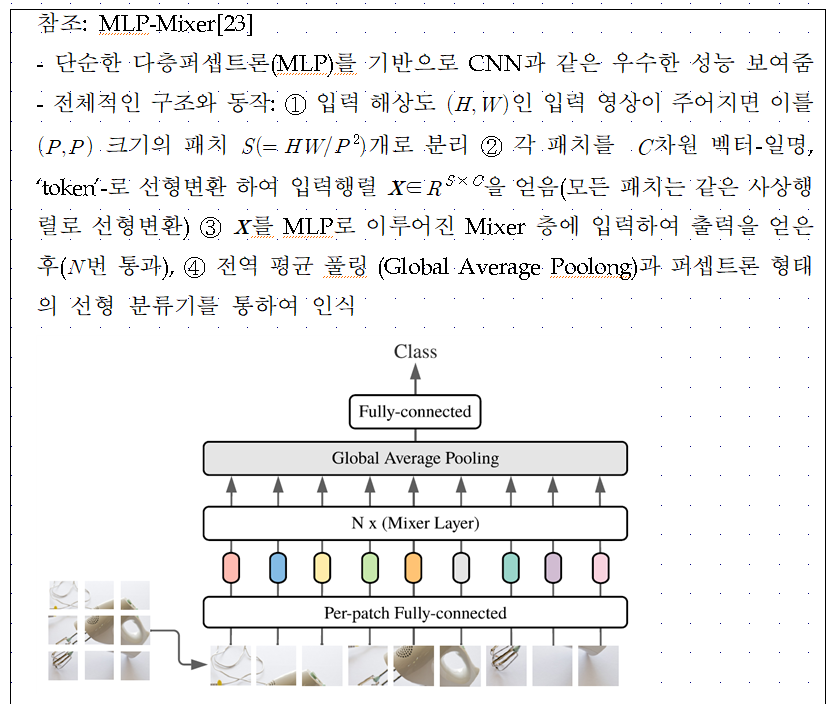 참조: MLP-Mixer[23]
- 단순한 다층퍼셉트론(MLP)를 기반으로 CNN과 같은 우수한 성능 보여줌
- 전체적인 구조와 동작: ① 입력 해상도 (H, W)인 입력 영상이 주어지면 이를
(P, P) 크기의 패치 S(= HW/P²)개로 분리 ② 각 패치를 C차원 벡터-일명,
'token'-로 선형변환 하여 입력행렬 X∈R^{S×C}을 얻음(모든 패치는 같은 사상행
렬로 선형변환) ③ X를 MLP로 이루어진 Mixer 층에 입력하여 출력을 얻은
후(N번 통과), ④ 전역 평균 풀링 (Global Average Poolong)과 퍼셉트론 형태
의 선형 분류기를 통하여 인식
Class
Fully-connected
Global Average Pooling
N x (Mixer Layer)
Per-patch Fully-connected